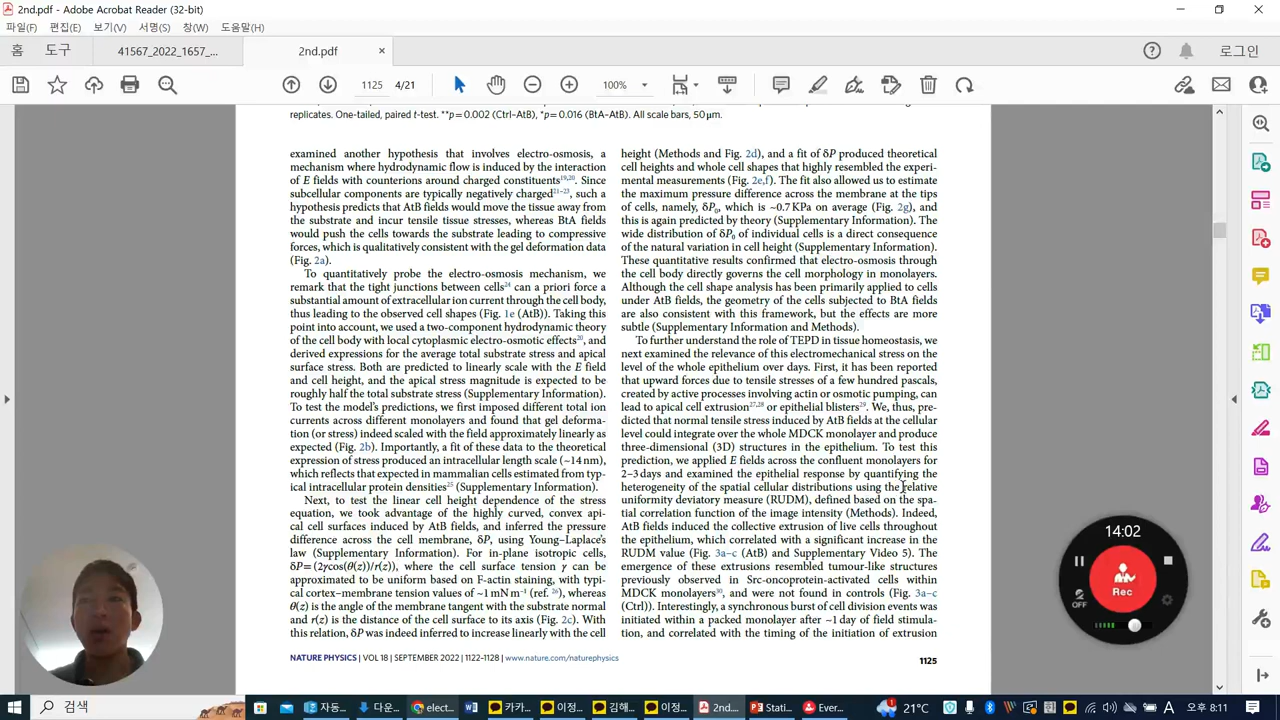 2nd.pdf - Adobe Acrobat Reader (32-bit)
파일(F) 편집(E) 보기(V) 서명(S) 창(W) 도움말(H)
홈 도구 41567_2022_1657_... 2nd.pdf 로그인
1125 4/21 100%
replicates. One-tailed, paired t-test. **p = 0.002 (Ctrl–AtB), *p = 0.016 (BtA–AtB). All scale bars, 50 μm.
examined another hypothesis that involves electro-osmosis, a
mechanism where hydrodynamic flow is induced by the interaction
of E fields with counterions around charged constituents19,20. Since
subcellular components are typically negatively charged21–23, such a
hypothesis predicts that AtB fields would move the tissue away from
the substrate and incur tensile tissue stresses, whereas BtA fields
would push the cells towards the substrate leading to compressive
forces, which is qualitatively consistent with the gel deformation data
(Fig. 2a).
To quantitatively probe the electro-osmosis mechanism, we
remark that the tight junctions between cells24 can a priori force a
substantial amount of extracellular ion current through the cell body,
thus leading to the observed cell shapes (Fig. 1e (AtB)). Taking this
point into account, we used a two-component hydrodynamic theory
of the cell body with local cytoplasmic electro-osmotic effects20, and
derived expressions for the average total substrate stress and apical
surface stress. Both are predicted to linearly scale with the E field
and cell height, and the apical stress magnitude is expected to be
roughly half the total substrate stress (Supplementary Information).
To test the model's predictions, we first imposed different total ion
currents across different monolayers and found that gel deforma-
tion (or stress) indeed scaled with the field approximately linearly as
expected (Fig. 2b). Importantly, a fit of these data to the theoretical
expression of stress produced an intracellular length scale (~14 nm),
which reflects that expected in mammalian cells estimated from typ-
ical intracellular protein densities25 (Supplementary Information).
Next, to test the linear cell height dependence of the stress
equation, we took advantage of the highly curved, convex api-
cal cell surfaces induced by AtB fields, and inferred the pressure
difference across the cell membrane, δP, using Young–Laplace's
law (Supplementary Information). For in-plane isotropic cells,
δP = (2γcos(θ(z))/r(z)), where the cell surface tension γ can be
approximated to be uniform based on F-actin staining, with typi-
cal cortex–membrane tension values of ~1 mN m−1 (ref. 26), whereas
θ(z) is the angle of the membrane tangent with the substrate normal
and r(z) is the distance of the cell surface to its axis (Fig. 2c). With
this relation, δP was indeed inferred to increase linearly with the cell
height (Methods and Fig. 2d), and a fit of δP produced theoretical
cell heights and whole cell shapes that highly resembled the experi-
mental measurements (Fig. 2e,f). The fit also allowed us to estimate
the maximum pressure difference across the membrane at the tips
of cells, namely, δP0, which is ~0.7 KPa on average (Fig. 2g), and
this is again predicted by theory (Supplementary Information). The
wide distribution of δP0 of individual cells is a direct consequence
of the natural variation in cell height (Supplementary Information).
These quantitative results confirmed that electro-osmosis through
the cell body directly governs the cell morphology in monolayers.
Although the cell shape analysis has been primarily applied to cells
under AtB fields, the geometry of the cells subjected to BtA fields
are also consistent with this framework, but the effects are more
subtle (Supplementary Information and Methods).
To further understand the role of TEPD in tissue homeostasis, we
next examined the relevance of this electromechanical stress on the
level of the whole epithelium over days. First, it has been reported
that upward forces due to tensile stresses of a few hundred pascals,
created by active processes involving actin or osmotic pumping, can
lead to apical cell extrusion27,28 or epithelial blisters29. We, thus, pre-
dicted that normal tensile stress induced by AtB fields at the cellular
level could integrate over the whole MDCK monolayer and produce
three-dimensional (3D) structures in the epithelium. To test this
prediction, we applied E fields across the confluent monolayers for
2–3 days and examined the epithelial response by quantifying the
heterogeneity of the spatial cellular distributions using the relative
uniformity deviatory measure (RUDM), defined based on the spa-
tial correlation function of the image intensity (Methods). Indeed,
AtB fields induced the collective extrusion of live cells throughout
the epithelium, which correlated with a significant increase in the
RUDM value (Fig. 3a–c (AtB) and Supplementary Video 5). The
emergence of these extrusions resembled tumour-like structures
previously observed in Src-oncoprotein-activated cells within
MDCK monolayers30, and were not found in controls (Fig. 3a–c
(Ctrl)). Interestingly, a synchronous burst of cell division events was
initiated within a packed monolayer after ~1 day of field stimula-
tion, and correlated with the timing of the initiation of extrusion
NATURE PHYSICS | VOL 18 | SEPTEMBER 2022 | 1122–1128 | www.nature.com/naturephysics
1125
14:02
Rec
OFF
검색 자동... 다운... elect... 카카... 이정... 김해... 이정... 2nd.... Stati... Ever... 21°C A 오후 8:11